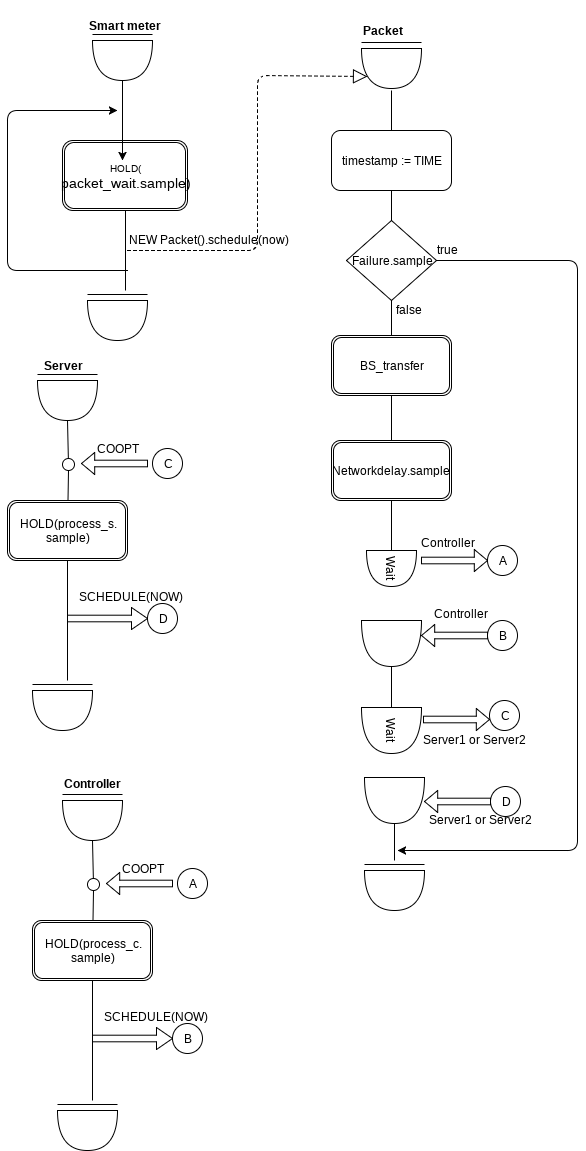 Smart meter
HOLD(
packet_wait.sample)
NEW Packet().schedule(now)
Packet
timestamp := TIME
Failure.sample
true
false
BS_transfer
Networkdelay.sample
Wait
Controller
A
Controller
B
Wait
C
Server1 or Server2
D
Server1 or Server2
Server
COOPT
C
HOLD(process_s.
sample)
SCHEDULE(NOW)
D
Controller
COOPT
A
HOLD(process_c.
sample)
SCHEDULE(NOW)
B